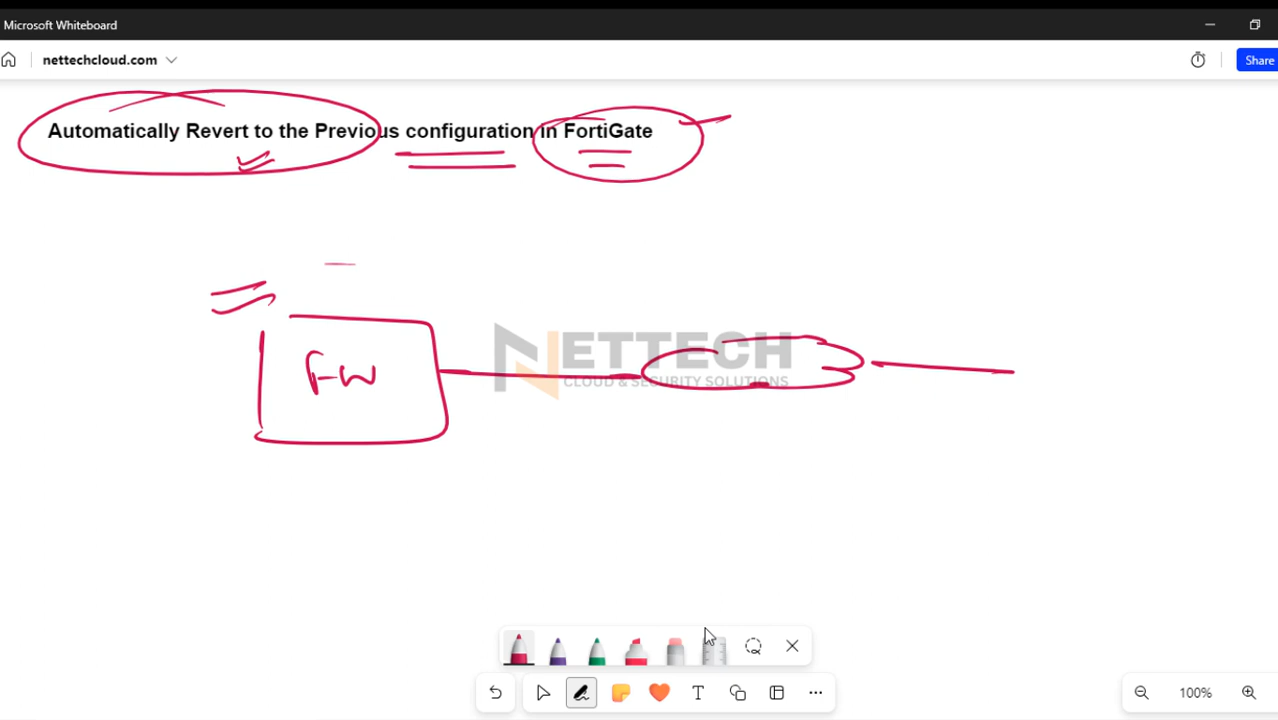 Microsoft Whiteboard
nettechcloud.com
Share
Automatically Revert to the Previous configuration in FortiGate
FW
NETTECH
CLOUD & SECURITY SOLUTIONS
T
100%